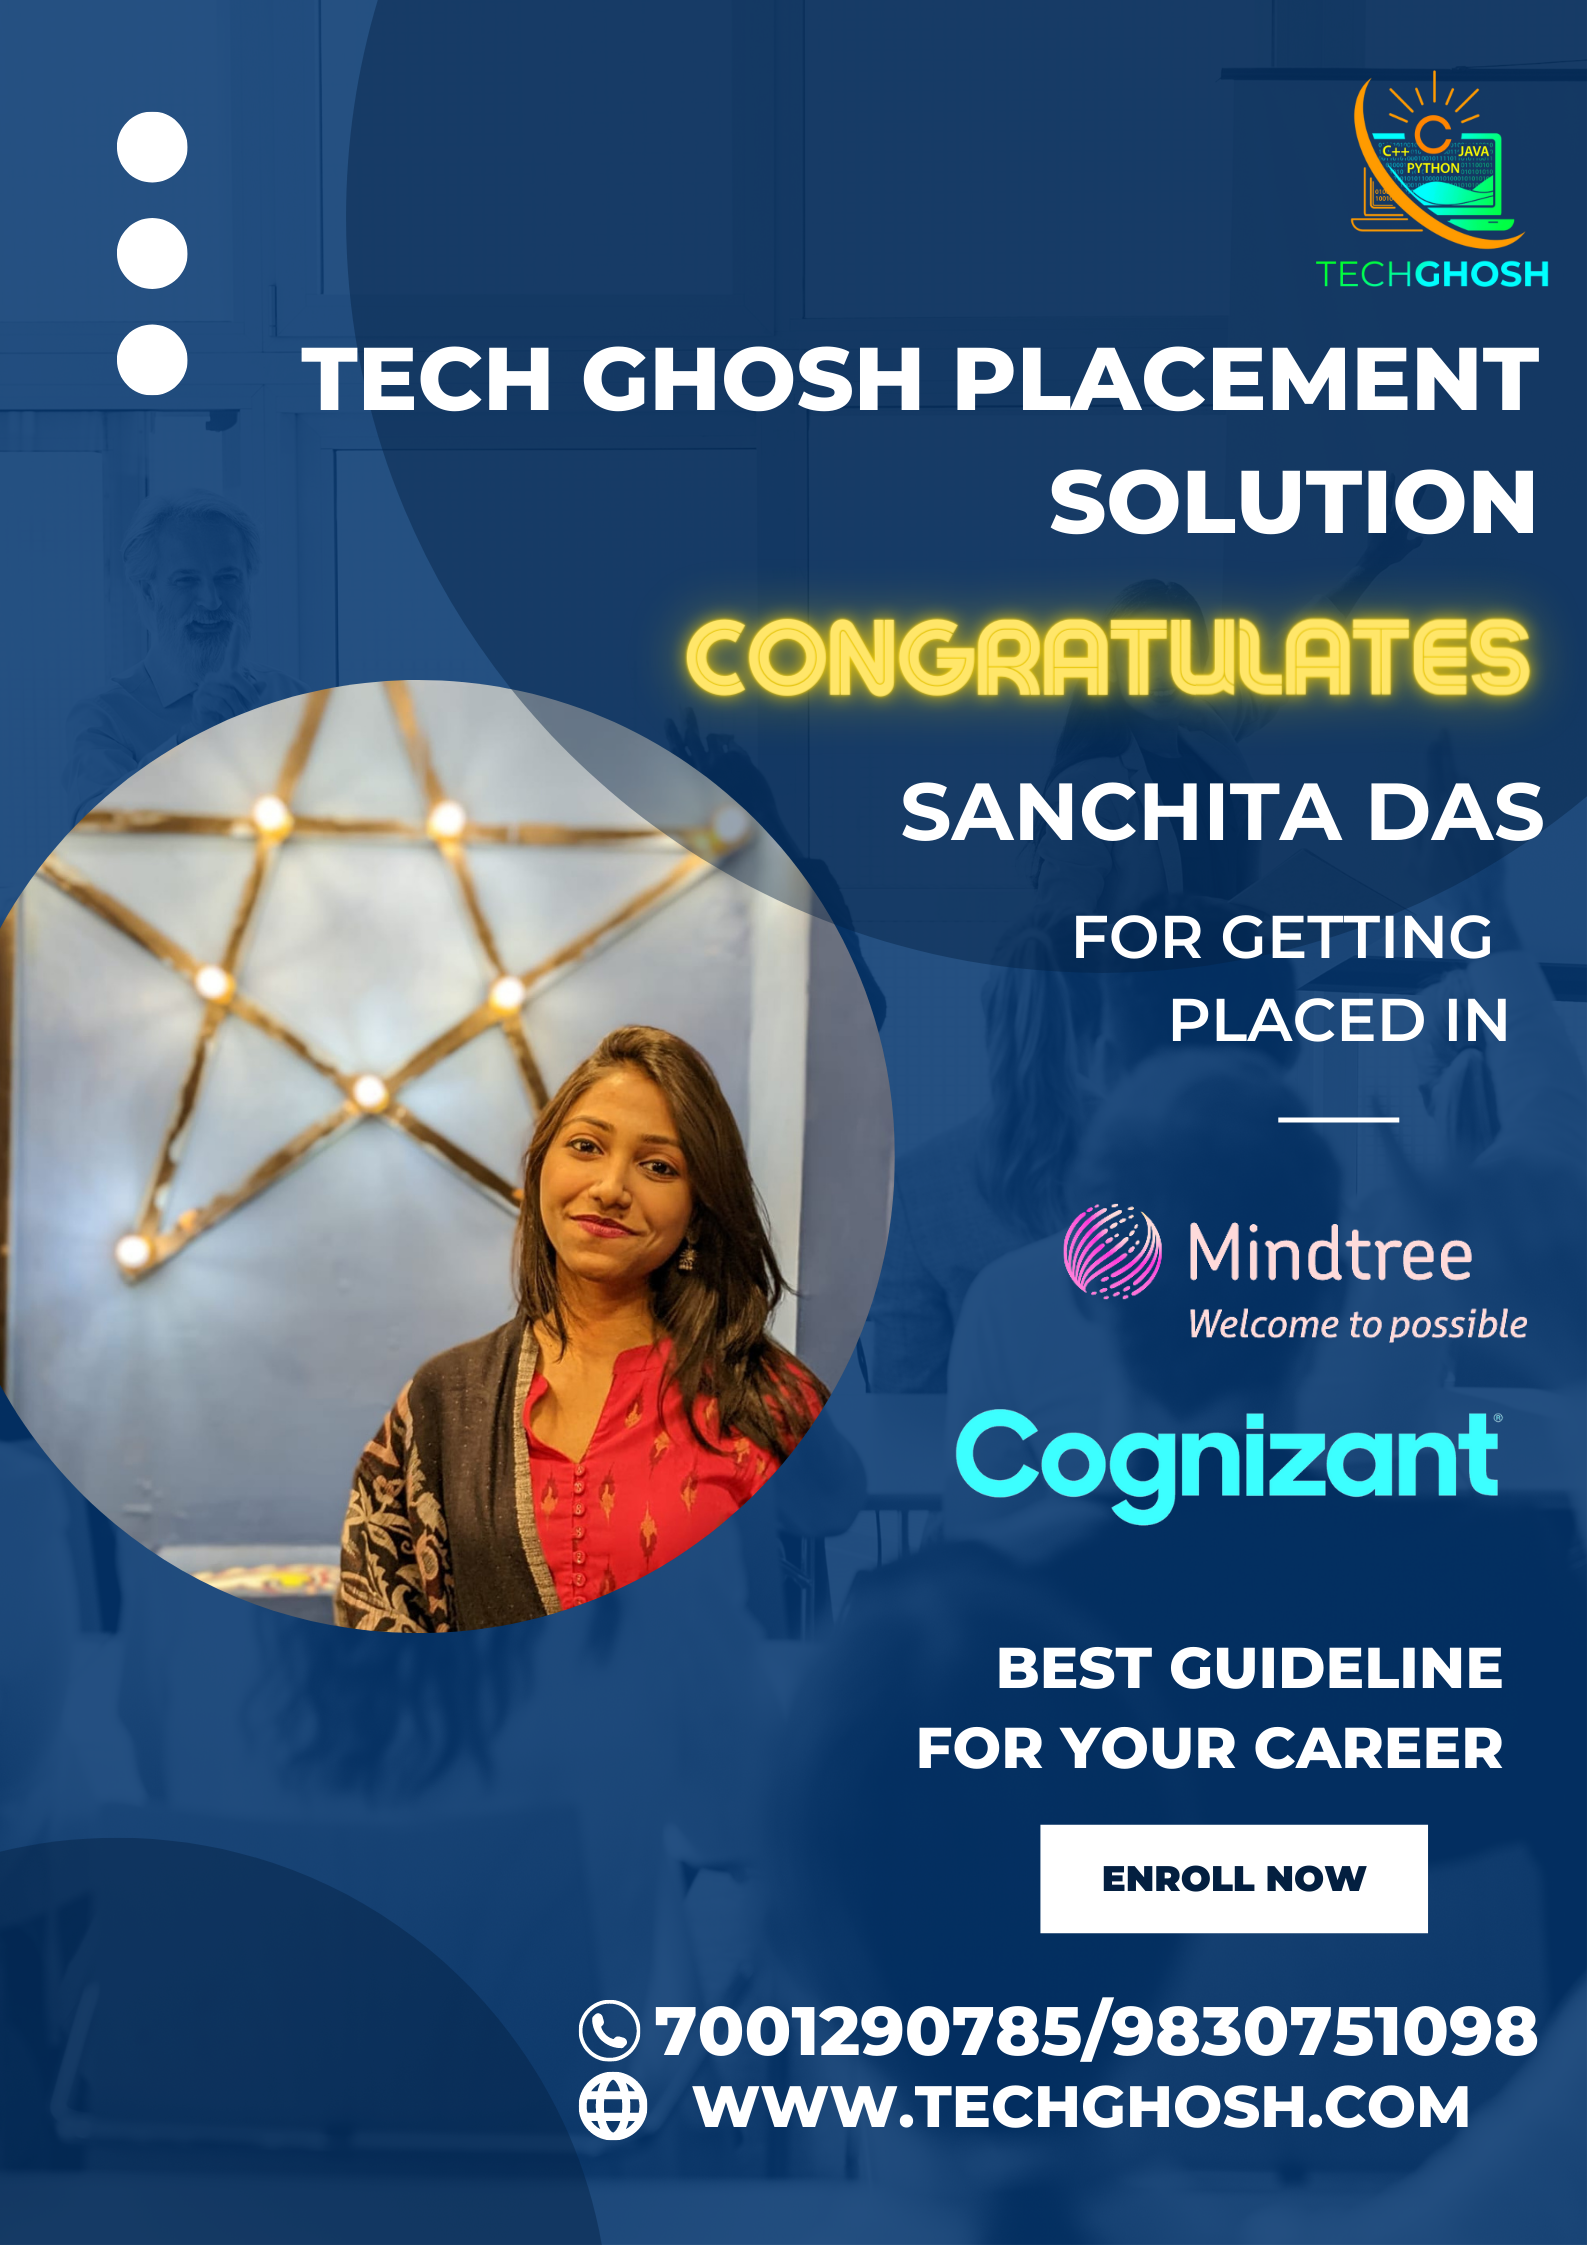 C
C++
JAVA
PYTHON
TECHGHOSH
TECH GHOSH PLACEMENT
SOLUTION
CONGRATULATES
SANCHITA DAS
FOR GETTING
PLACED IN
Mindtree
Welcome to possible
Cognizant®
BEST GUIDELINE
FOR YOUR CAREER
ENROLL NOW
7001290785/9830751098
WWW.TECHGHOSH.COM